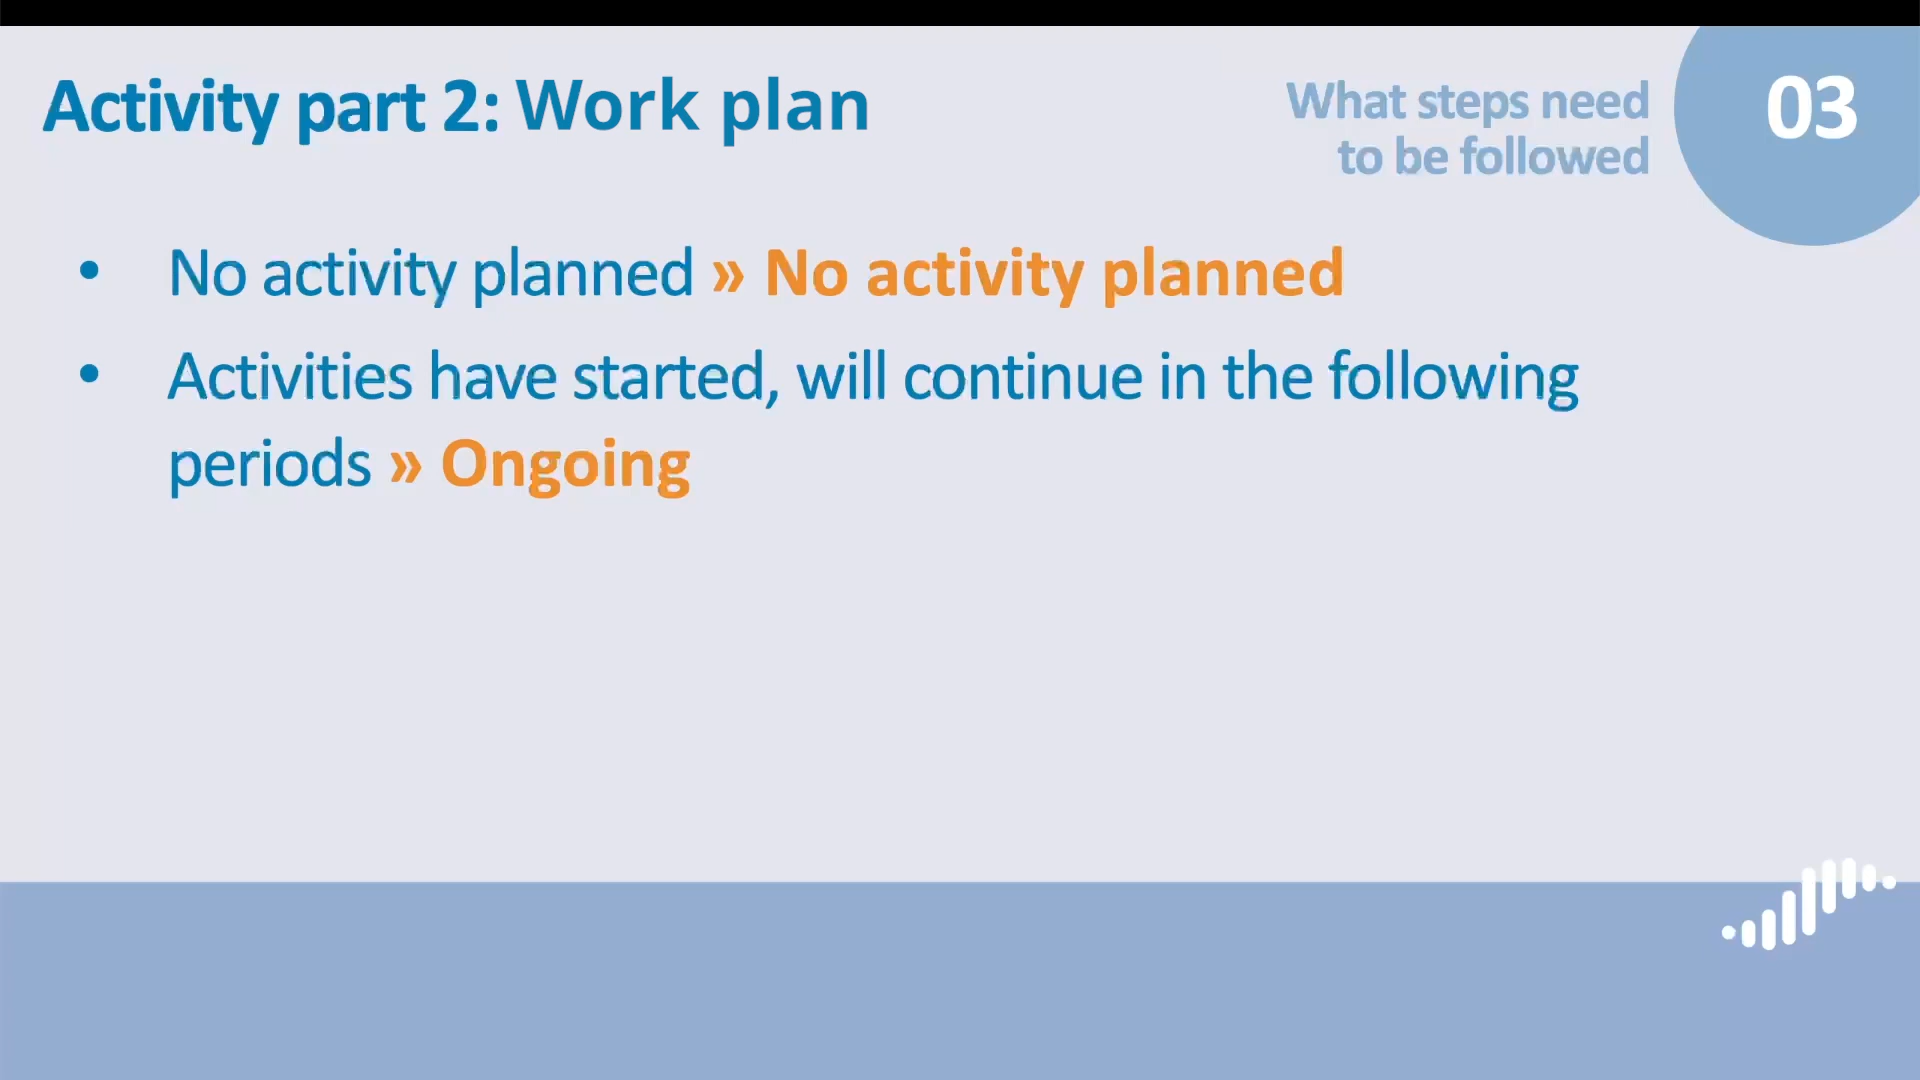 Activity part 2: Work plan
What steps need
to be followed
03
• No activity planned » No activity planned
• Activities have started, will continue in the following
periods » Ongoing